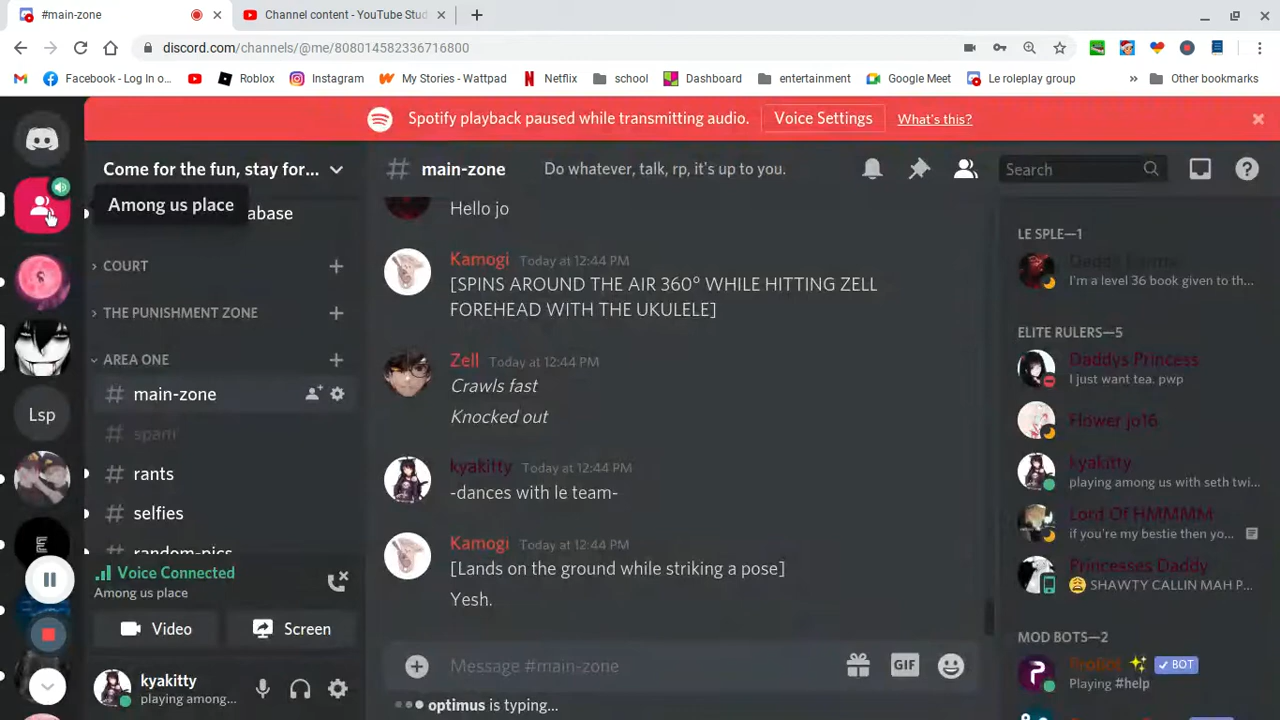 #main-zone
Channel content - YouTube Stud
discord.com/channels/@me/808014582336716800
Facebook - Log In o...
Roblox
Instagram
My Stories - Wattpad
Netflix
school
Dashboard
entertainment
Google Meet
Le roleplay group
»
Other bookmarks
Spotify playback paused while transmitting audio.
Voice Settings
What's this?
Come for the fun, stay for...
Among us place
abase
COURT
THE PUNISHMENT ZONE
AREA ONE
# main-zone
# spam
# rants
# selfies
# random-pics
Lsp
E
Voice Connected
Among us place
Video
Screen
kyakitty
playing among...
# main-zone
Do whatever, talk, rp, it's up to you.
Search
Hello jo
Kamogi Today at 12:44 PM
[SPINS AROUND THE AIR 360° WHILE HITTING ZELL
FOREHEAD WITH THE UKULELE]
Zell Today at 12:44 PM
Crawls fast
Knocked out
kyakitty Today at 12:44 PM
-dances with le team-
Kamogi Today at 12:44 PM
[Lands on the ground while striking a pose]
Yesh.
Message #main-zone
GIF
optimus is typing...
LE SPLE—1
I'm a level 36 book given to th...
ELITE RULERS—5
Daddys Princess
I just want tea. pwp
Flower jo16
kyakitty
playing among us with seth twi...
Lord Of HMMMM
if you're my bestie then yo...
Princesses Daddy
😩 SHAWTY CALLIN MAH P...
MOD BOTS—2
ProBot ✨ ✓ BOT
Playing #help